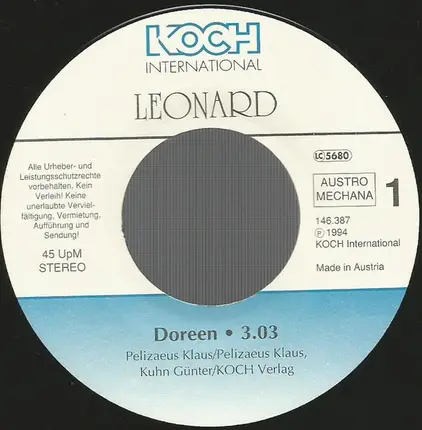 KOCH
INTERNATIONAL
LEONARD
Alle Urheber- und
Leistungsschutzrechte
vorbehalten. Kein
Verleih! Keine
unerlaubte Verviel-
fältigung, Vermietung,
Aufführung und
Sendung!
45 UpM
STEREO
LC 5680
AUSTRO
MECHANA
1
146.387
Ⓟ 1994
KOCH International
Made in Austria
Doreen • 3.03
Pelizaeus Klaus/Pelizaeus Klaus,
Kuhn Günter/KOCH Verlag